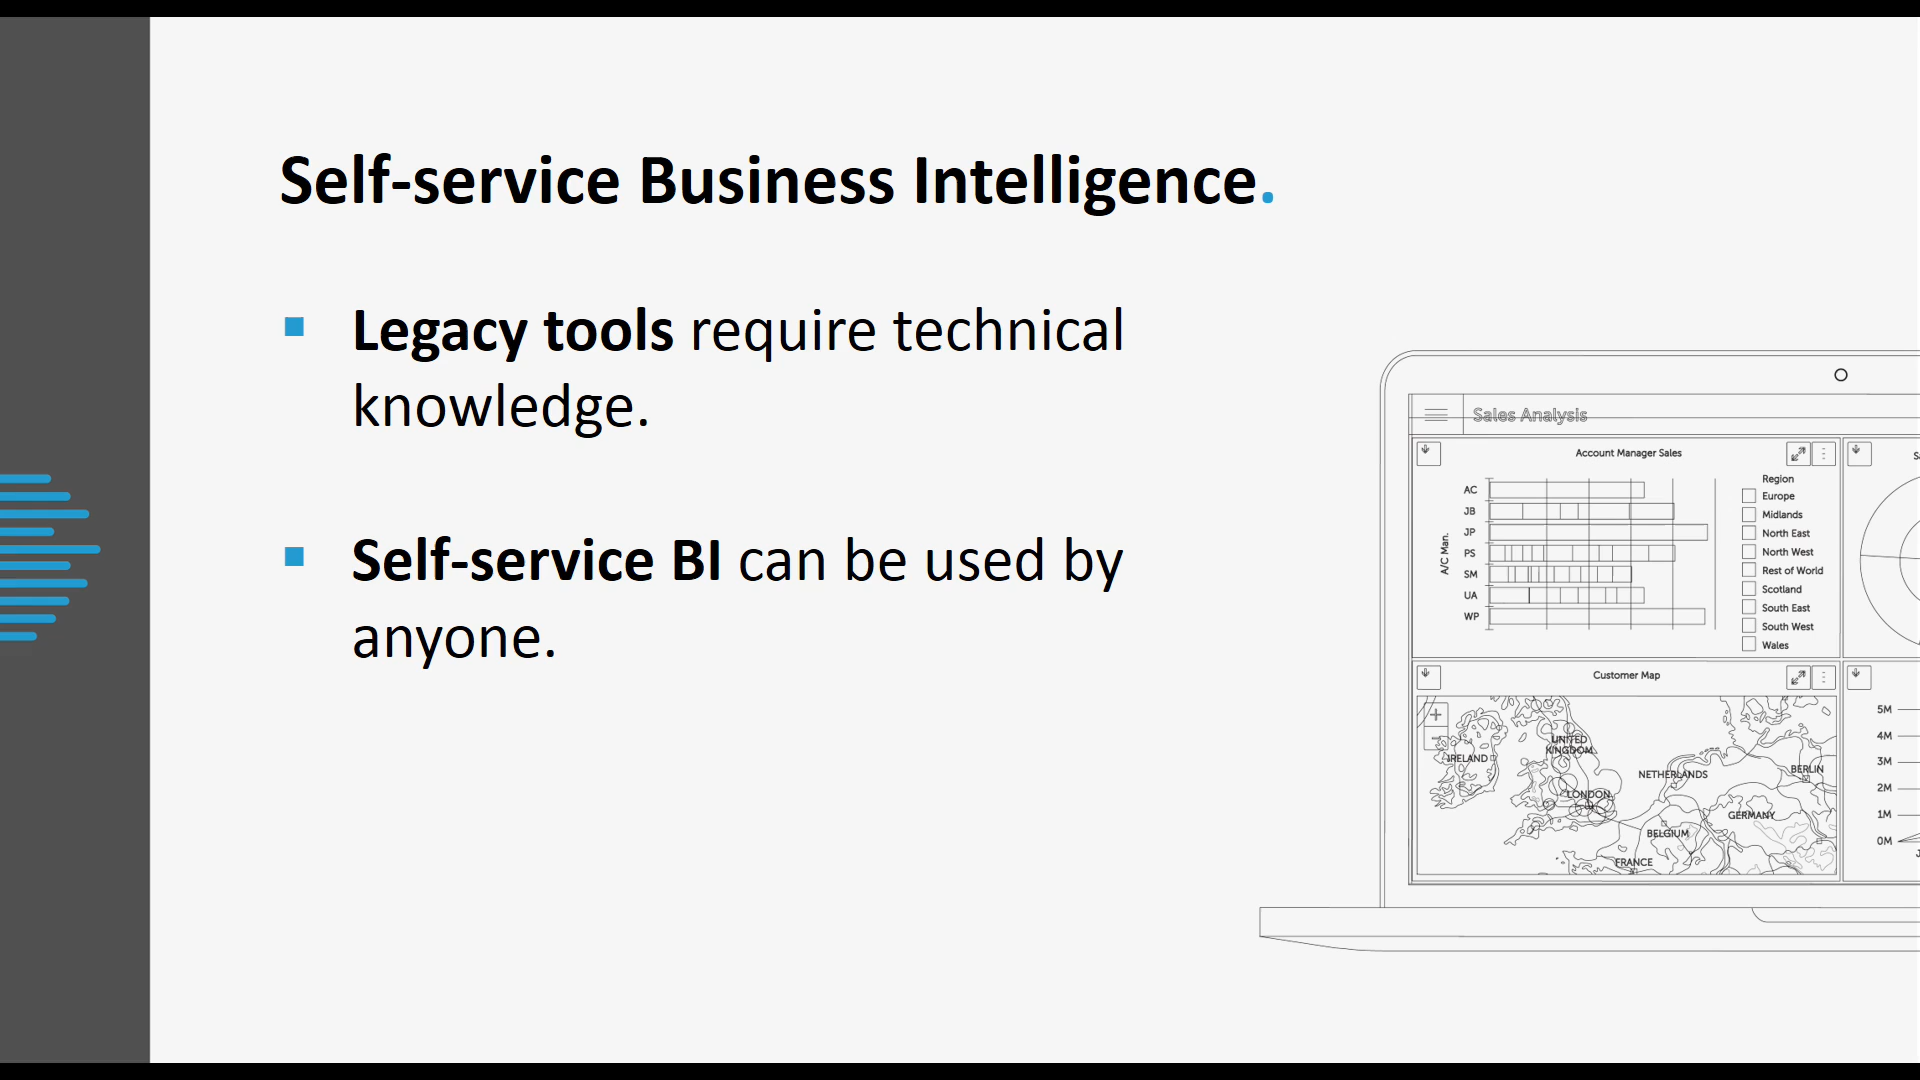 Self-service Business Intelligence.
Legacy tools require technical
knowledge.
Self-service BI can be used by
anyone.
Sales Analysis
Account Manager Sales
A/C Man.
AC
JB
JP
PS
SM
UA
WP
Region
Europe
Midlands
North East
North West
Rest of World
Scotland
South East
South West
Wales
Customer Map
IRELAND
UNITED
KINGDOM
LONDON
NETHERLANDS
BERLIN
GERMANY
BELGIUM
FRANCE
5M
4M
3M
2M
1M
0M